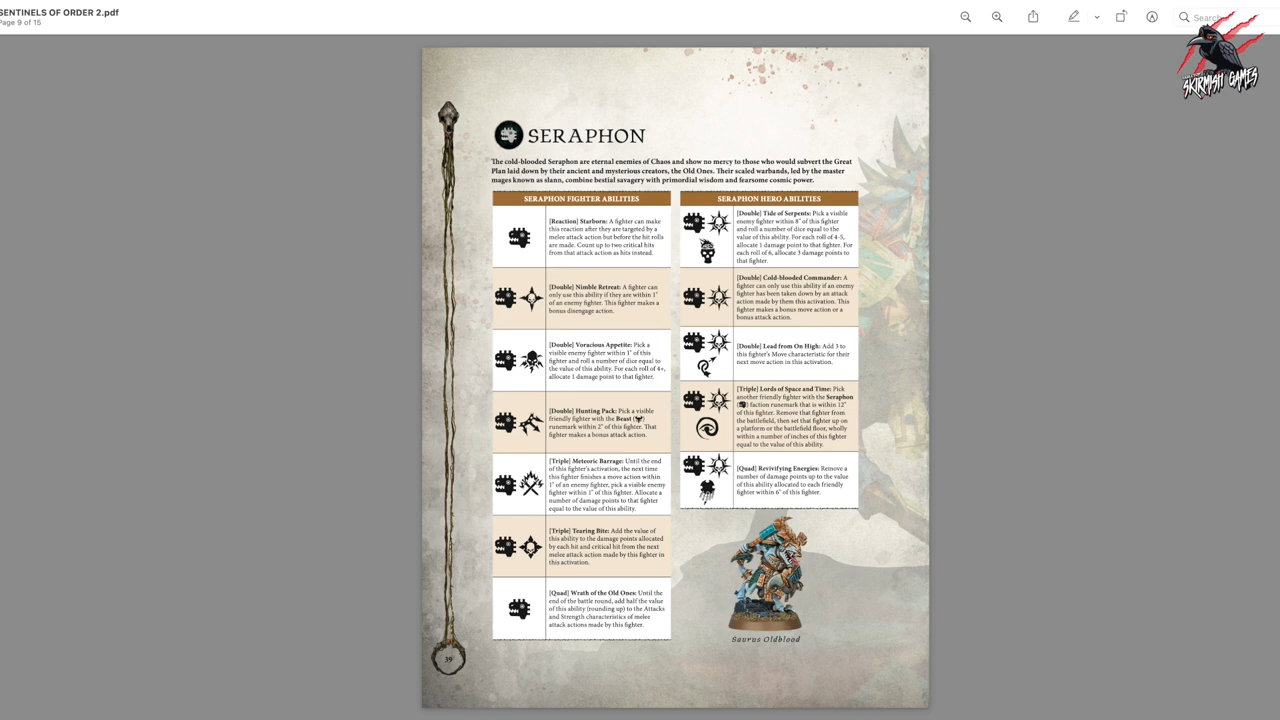 SENTINELS OF ORDER 2.pdf
Page 9 of 15
Search
SKIRMISH GAMES
SERAPHON
The cold-blooded Seraphon are eternal enemies of Chaos and show no mercy to those who would subvert the Great
Plan laid down by their ancient and mysterious creators, the Old Ones. Their scaled warbands, led by the master
mages known as slann, combine bestial savagery with primordial wisdom and fearsome cosmic power.
SERAPHON FIGHTER ABILITIES
[Reaction] Starborn: A fighter can make
this reaction after they are targeted by a
melee attack action but before the hit rolls
are made. Count up to two critical hits
from that attack action as hits instead.
[Double] Nimble Retreat: A fighter can
only use this ability if they are within 1"
of an enemy fighter. This fighter makes a
bonus disengage action.
[Double] Voracious Appetite: Pick a
visible enemy fighter within 1" of this
fighter and roll a number of dice equal to
the value of this ability. For each roll of 4+,
allocate 1 damage point to that fighter.
[Double] Hunting Pack: Pick a visible
friendly fighter with the Beast ( )
runemark within 2" of this fighter. That
fighter makes a bonus attack action.
[Triple] Meteoric Barrage: Until the end
of this fighter's activation, the next time
this fighter finishes a move action within
1" of an enemy fighter, pick a visible enemy
fighter within 1" of this fighter. Allocate a
number of damage points to that fighter
equal to the value of this ability.
[Triple] Tearing Bite: Add the value of
this ability to the damage points allocated
by each hit and critical hit from the next
melee attack action made by this fighter in
this activation.
[Quad] Wrath of the Old Ones: Until the
end of the battle round, add half the value
of this ability (rounding up) to the Attacks
and Strength characteristics of melee
attack actions made by this fighter.
SERAPHON HERO ABILITIES
[Double] Tide of Serpents: Pick a visible
enemy fighter within 8" of this fighter
and roll a number of dice equal to the
value of this ability. For each roll of 4-5,
allocate 1 damage point to that fighter. For
each roll of 6, allocate 3 damage points to
that fighter.
[Double] Cold-blooded Commander: A
fighter can only use this ability if an enemy
fighter has been taken down by an attack
action made by them this activation. This
fighter makes a bonus move action or a
bonus attack action.
[Double] Lead from On High: Add 3 to
this fighter's Move characteristic for their
next move action in this activation.
[Triple] Lords of Space and Time: Pick
another friendly fighter with the Seraphon
( ) faction runemark that is within 12"
of this fighter. Remove that fighter from
the battlefield, then set that fighter up on
a platform or the battlefield floor, wholly
within a number of inches of this fighter
equal to the value of this ability.
[Quad] Revivifying Energies: Remove a
number of damage points up to the value
of this ability allocated to each friendly
fighter within 6" of this fighter.
Saurus Oldblood
39